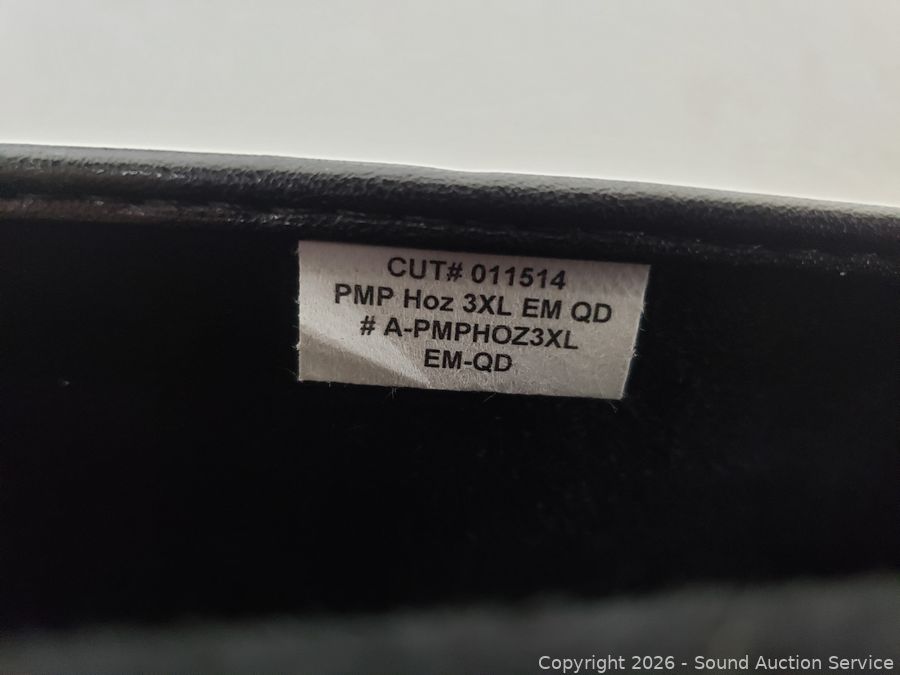 CUT# 011514
PMP Hoz 3XL EM QD
# A-PMPHOZ3XL
EM-QD
Copyright 2026 - Sound Auction Service